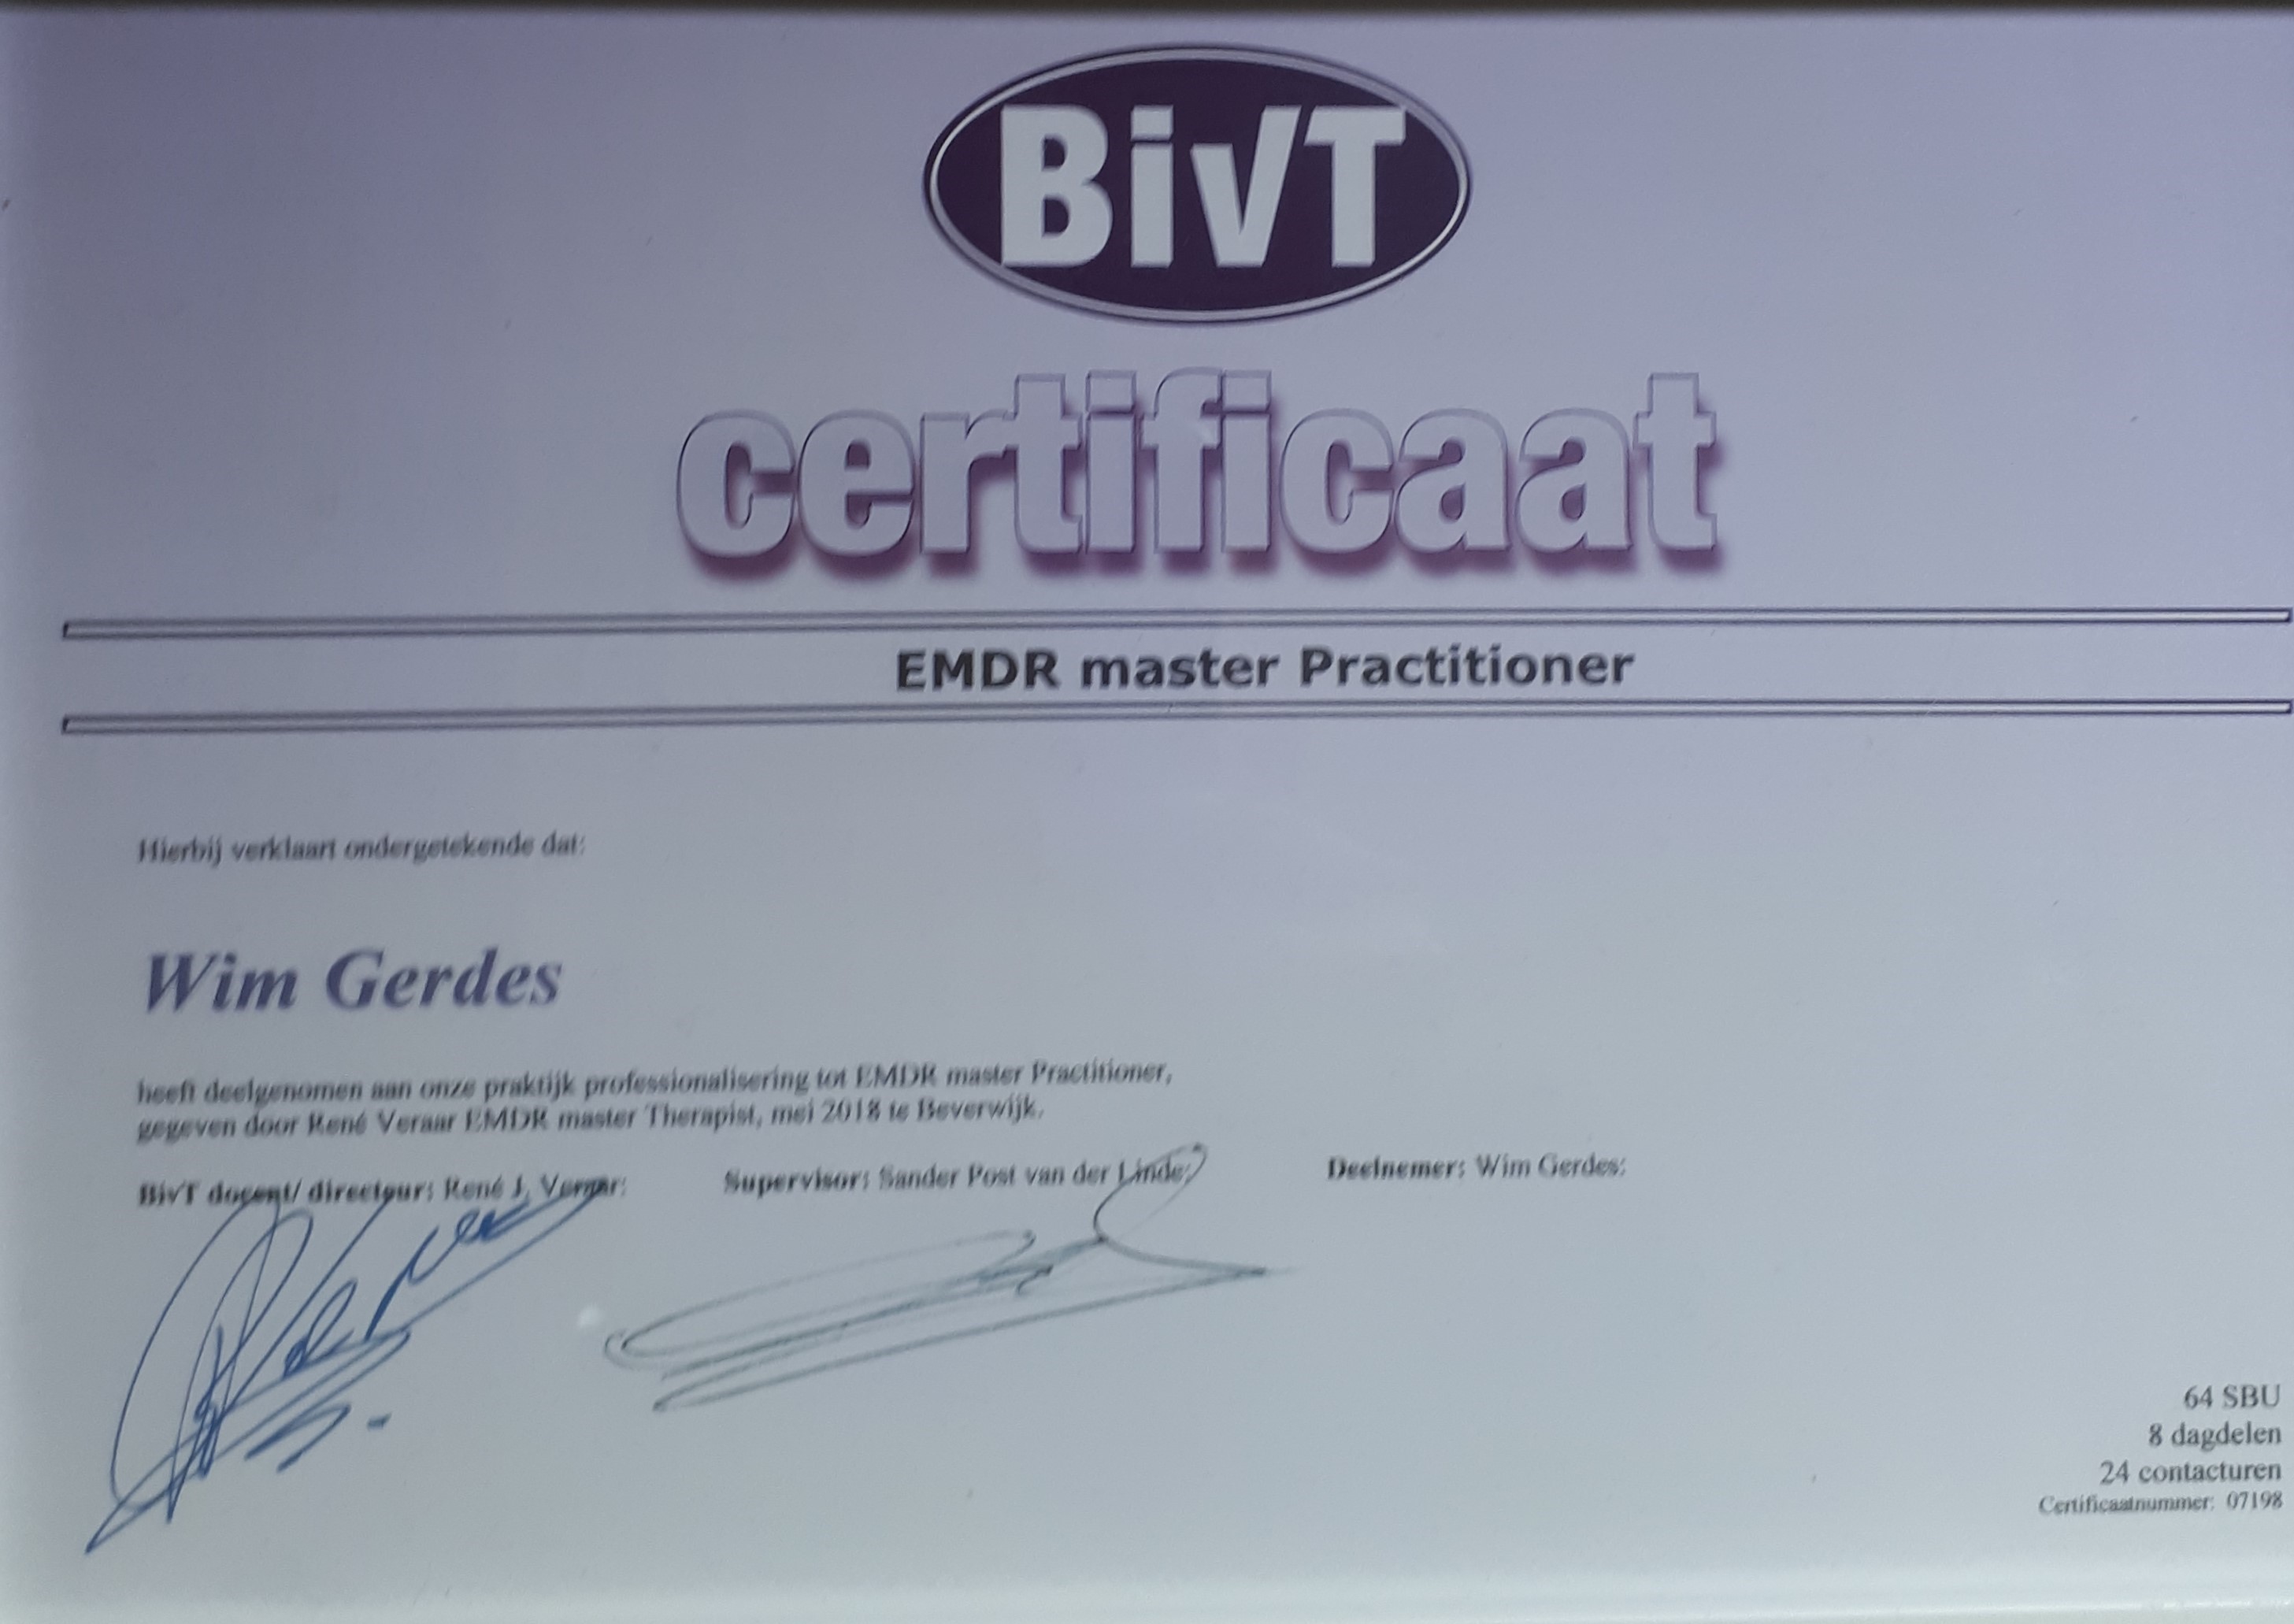 BivT
certificaat
EMDR master Practitioner
Hierbij verklaart ondergetekende dat:
Wim Gerdes
heeft deelgenomen aan onze praktijk professionalisering tot EMDR master Practitioner,
gegeven door René Veraar EMDR master Therapist, mei 2018 te Beverwijk.
BivT docent/ directeur: René J. Veraar: Supervisor: Sander Post van der Linde: Deelnemer: Wim Gerdes:
64 SBU
8 dagdelen
24 contacturen
Certificaatnummer: 07198